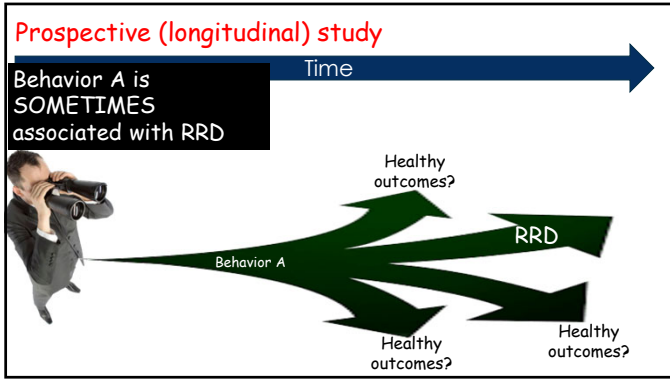 Prospective (longitudinal) study
Time
Behavior A is
SOMETIMES
associated with RRD
Healthy
outcomes?
RRD
Behavior A
Healthy
outcomes?
Healthy
outcomes?